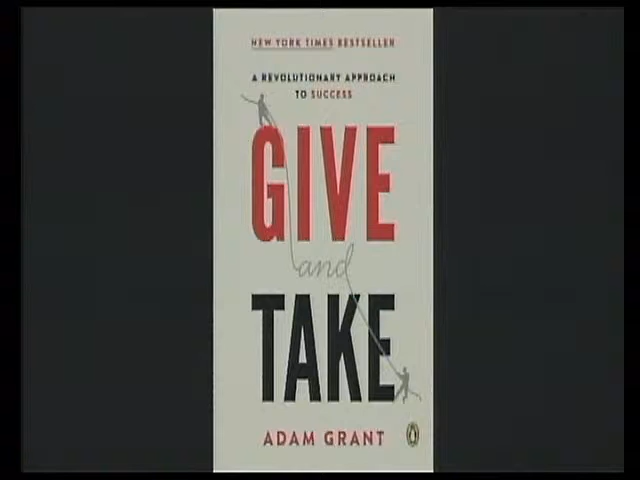 NEW YORK TIMES BESTSELLER
A REVOLUTIONARY APPROACH
TO SUCCESS
GIVE
and
TAKE
ADAM GRANT